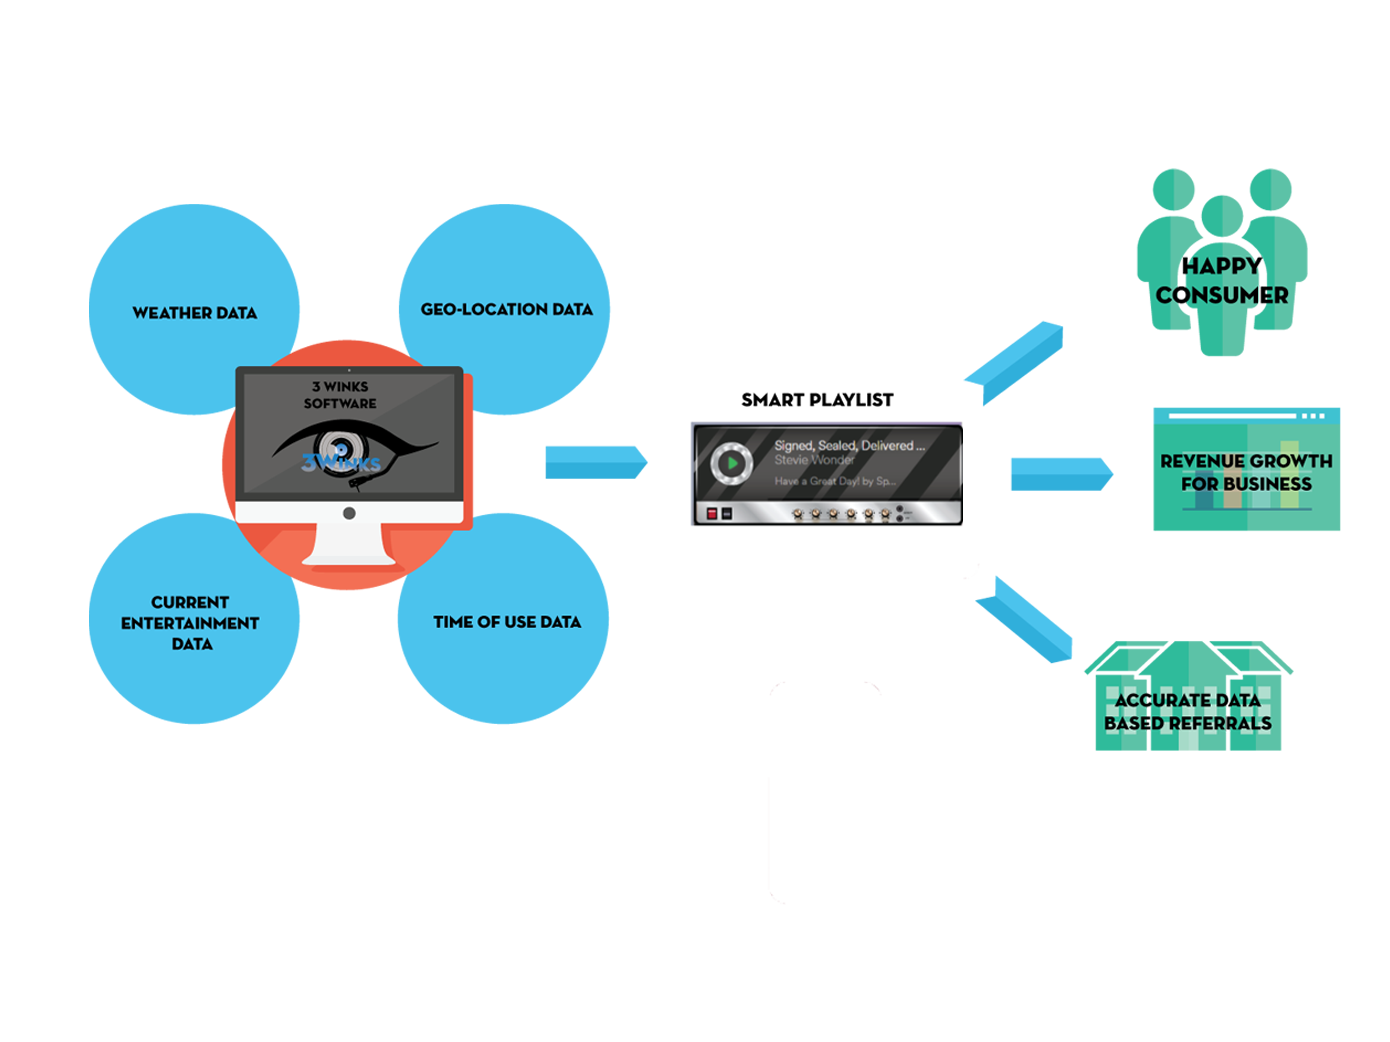 WEATHER DATA
GEO-LOCATION DATA
3 WINKS
SOFTWARE
3WINKS
CURRENT
ENTERTAINMENT
DATA
TIME OF USE DATA
SMART PLAYLIST
Signed, Sealed, Delivered ...
Stevie Wonder
Have a Great Day! by Sp...
HAPPY
CONSUMER
REVENUE GROWTH
FOR BUSINESS
ACCURATE DATA
BASED REFERRALS